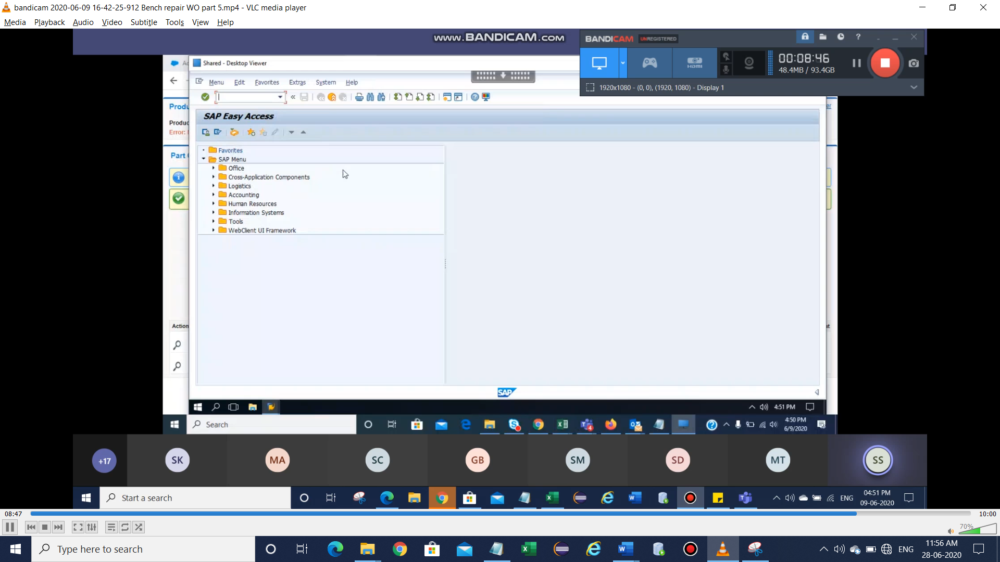 bandicam 2020-06-09 16-42-25-912 Bench repair WO part 5.mp4 - VLC media player
Media Playback Audio Video Subtitle Tools View Help
www.BANDICAM.com
BANDICAM UNREGISTERED
00:08:46
48.4MB / 93.4GB
HDMI
1920x1080 - (0, 0), (1920, 1080) - Display 1
Shared - Desktop Viewer
Menu Edit Favorites Extras System Help
SAP Easy Access
Produ
Produc
Error:
er
Part
Favorites
SAP Menu
Office
Cross-Application Components
Logistics
Accounting
Human Resources
Information Systems
Tools
WebClient UI Framework
Action
SAP
4:51 PM
Search
4:50 PM
6/9/2020
+17 SK MA SC GB SM SD MT SS
Start a search
ENG
04:51 PM
09-06-2020
08:47
10:00
70%
Type here to search
ENG
11:56 AM
28-06-2020